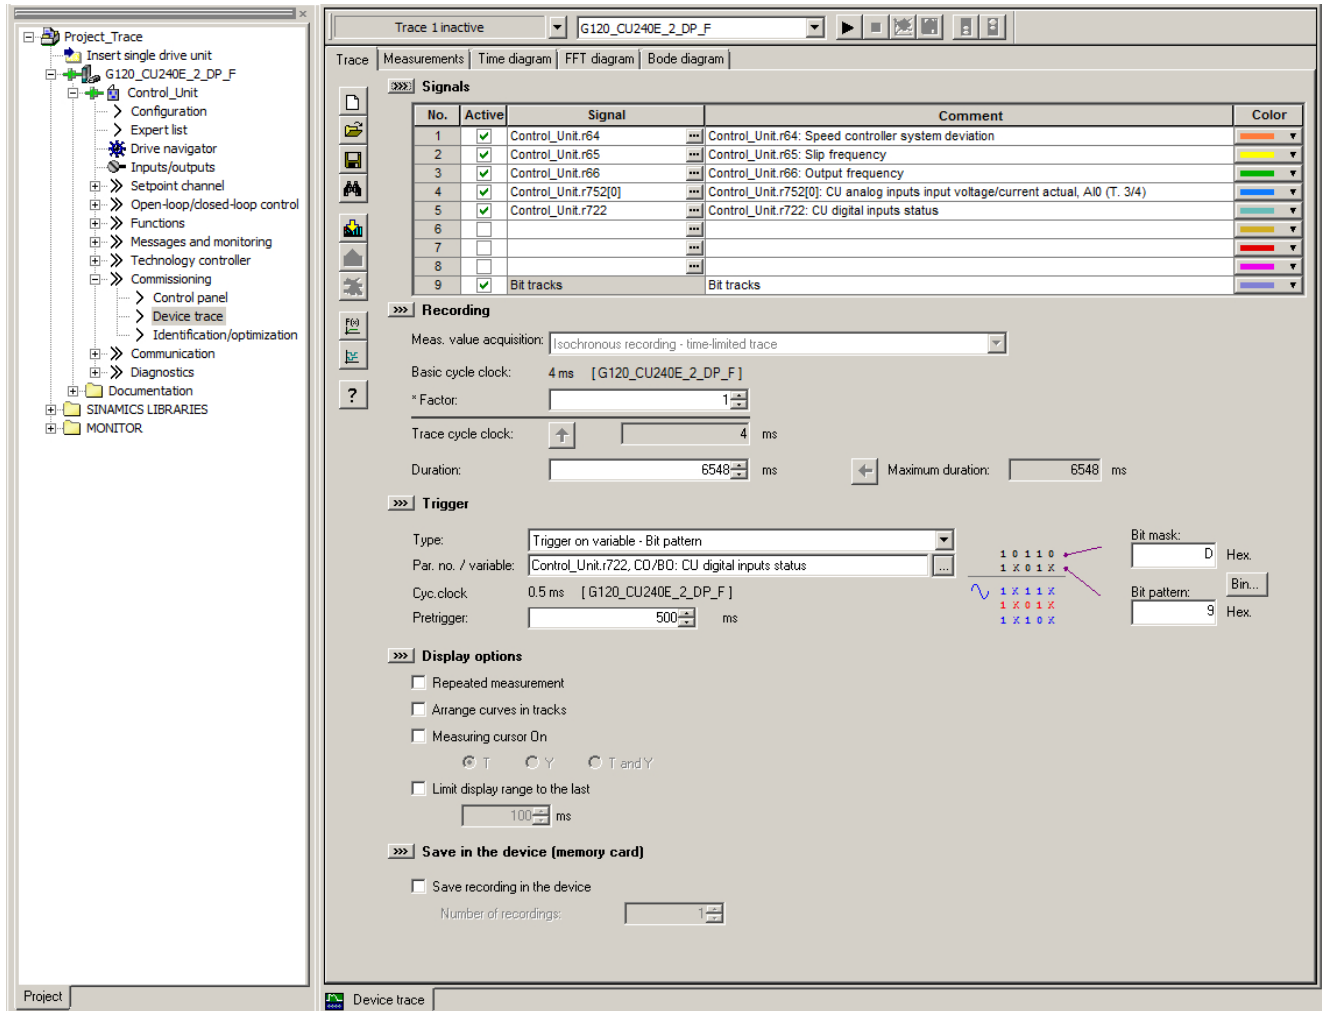 Project_Trace
Insert single drive unit
G120_CU240E_2_DP_F
Control_Unit
Configuration
Expert list
Drive navigator
Inputs/outputs
Setpoint channel
Open-loop/closed-loop control
Functions
Messages and monitoring
Technology controller
Commissioning
Control panel
Device trace
Identification/optimization
Communication
Diagnostics
Documentation
SINAMICS LIBRARIES
MONITOR
Project
Trace 1 inactive
G120_CU240E_2_DP_F
Trace Measurements Time diagram FFT diagram Bode diagram
Signals
No. Active Signal Comment Color
1 Control_Unit.r64 ... Control_Unit.r64: Speed controller system deviation
2 Control_Unit.r65 ... Control_Unit.r65: Slip frequency
3 Control_Unit.r66 ... Control_Unit.r66: Output frequency
4 Control_Unit.r752[0] ... Control_Unit.r752[0]: CU analog inputs input voltage/current actual, AI0 (T. 3/4)
5 Control_Unit.r722 ... Control_Unit.r722: CU digital inputs status
6 ...
7 ...
8 ...
9 Bit tracks Bit tracks
F(x)
?
>>> Recording
Meas. value acquisition: Isochronous recording - time-limited trace
Basic cycle clock: 4 ms [G120_CU240E_2_DP_F]
* Factor: 1
Trace cycle clock: 4 ms
Duration: 6548 ms Maximum duration: 6548 ms
>>> Trigger
Type: Trigger on variable - Bit pattern
Par. no. / variable: Control_Unit.r722, CO/BO: CU digital inputs status ...
Cyc.clock 0.5 ms [G120_CU240E_2_DP_F]
Pretrigger: 500 ms
1 0 1 1 0
1 X 0 1 X
1 X 1 1 X
1 X 0 1 X
1 X 1 0 X
Bit mask:
D Hex.
Bin...
Bit pattern:
9 Hex.
>>> Display options
Repeated measurement
Arrange curves in tracks
Measuring cursor On
T Y T and Y
Limit display range to the last
100 ms
>>> Save in the device (memory card)
Save recording in the device
Number of recordings: 1
Device trace